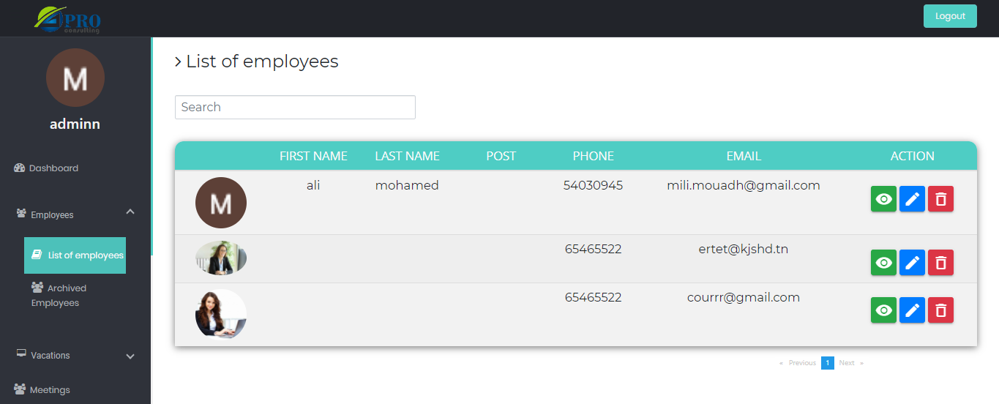 PRO
consulting
Logout
M
adminn
Dashboard
Employees
List of employees
Archived
Employees
Vacations
Meetings
List of employees
Search
FIRST NAME LAST NAME POST PHONE EMAIL ACTION
M ali mohamed 54030945 mili.mouadh@gmail.com
65465522 ertet@kjshd.tn
65465522 courrr@gmail.com
« Previous 1 Next »